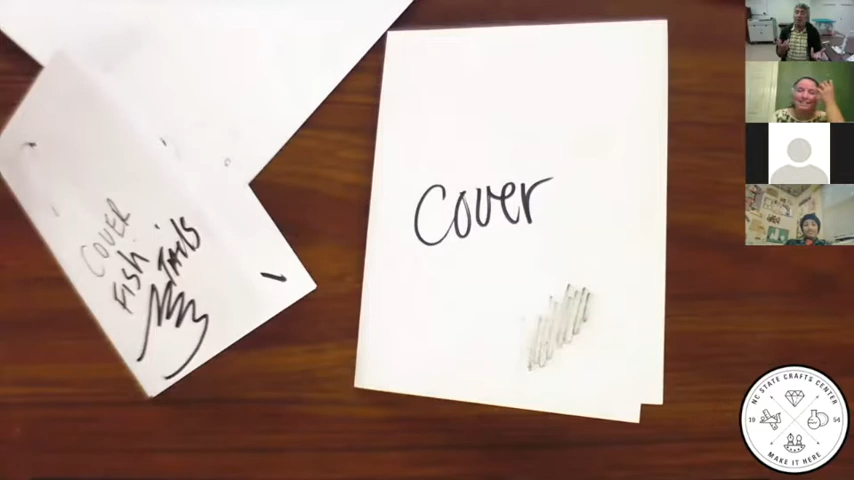 COVER
FISH
TAILS
Cover
NC STATE CRAFTS CENTER
19 54
MAKE IT HERE